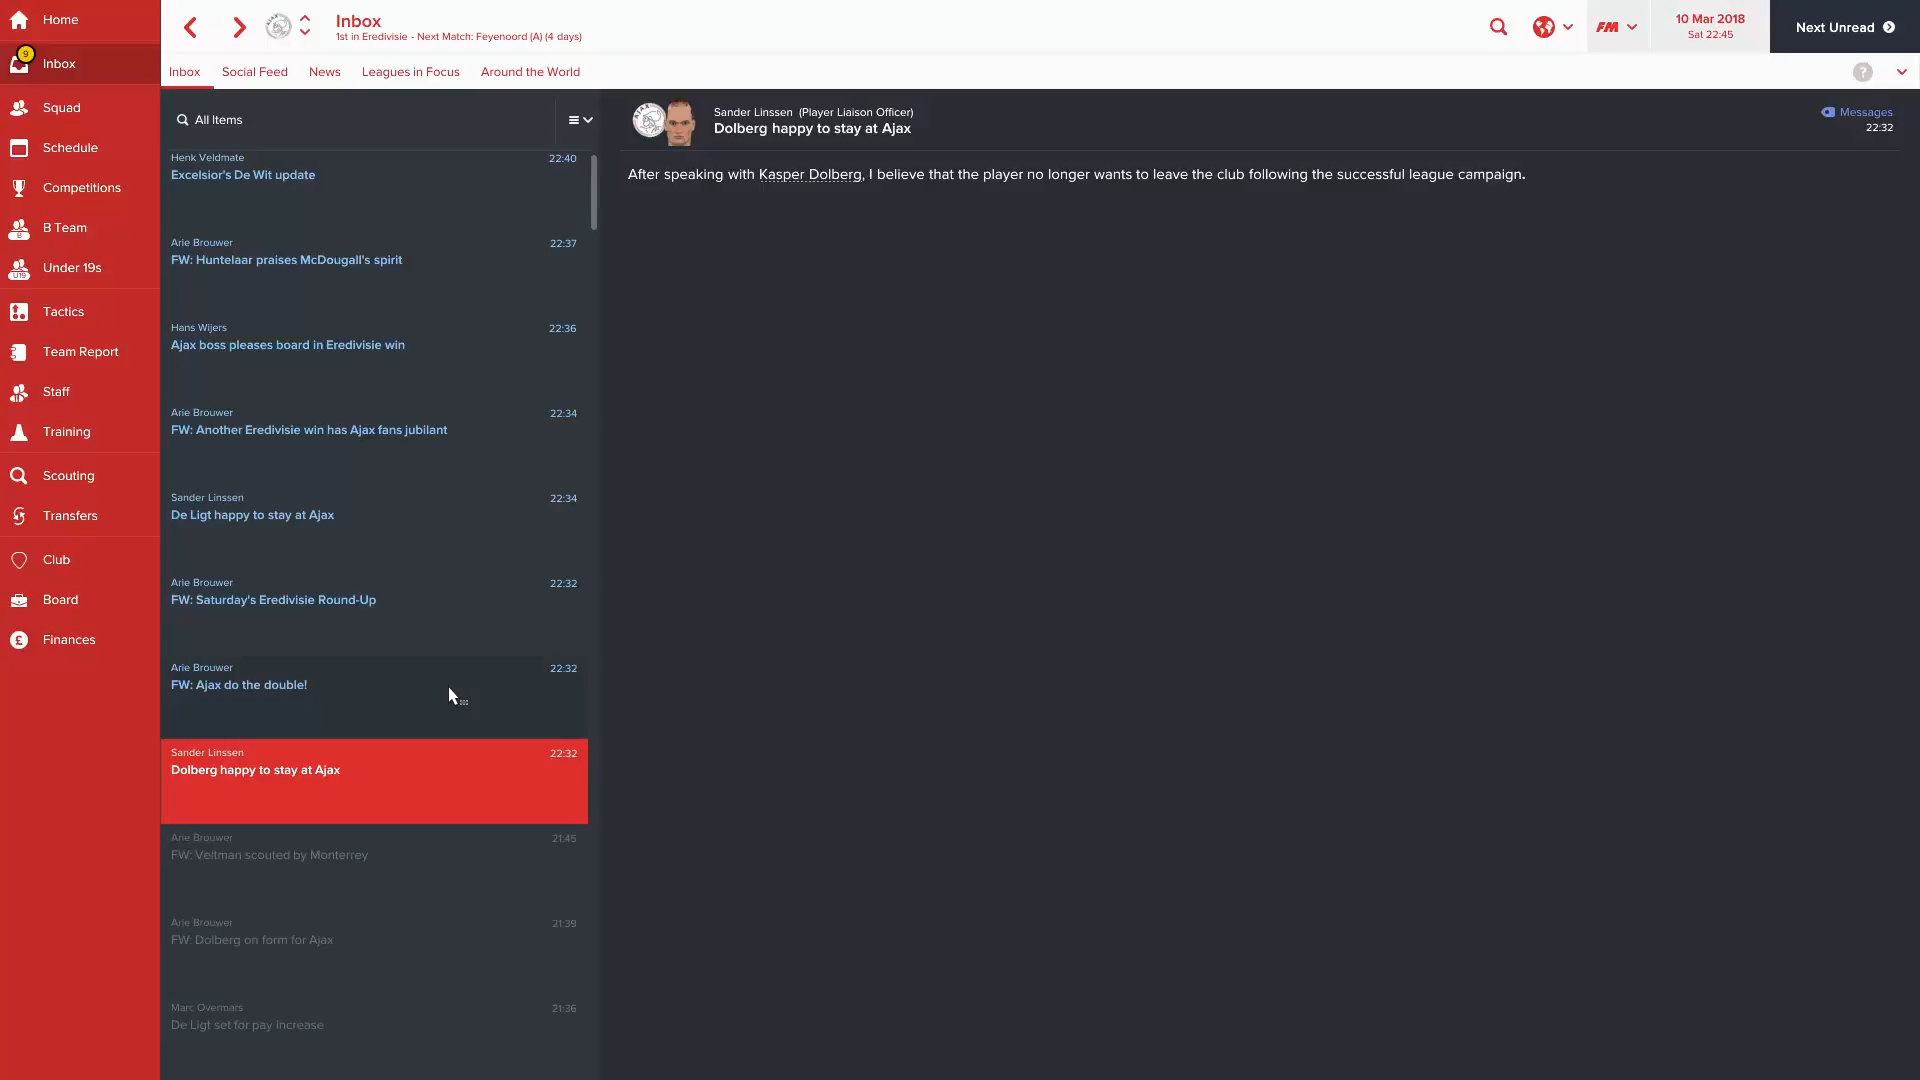 Home
9
Inbox
Squad
Schedule
Competitions
B Team
Under 19s
Tactics
Team Report
Staff
Training
Scouting
Transfers
Club
Board
Finances
Inbox
1st in Eredivisie - Next Match: Feyenoord (A) (4 days)
FM
10 Mar 2018
Sat 22:45
Next Unread
Inbox Social Feed News Leagues in Focus Around the World
?
All Items
Henk Veldmate 22:40
Excelsior's De Wit update
Arie Brouwer 22:37
FW: Huntelaar praises McDougall's spirit
Hans Wijers 22:36
Ajax boss pleases board in Eredivisie win
Arie Brouwer 22:34
FW: Another Eredivisie win has Ajax fans jubilant
Sander Linssen 22:34
De Ligt happy to stay at Ajax
Arie Brouwer 22:32
FW: Saturday's Eredivisie Round-Up
Arie Brouwer 22:32
FW: Ajax do the double!
Sander Linssen 22:32
Dolberg happy to stay at Ajax
Arie Brouwer 21:45
FW: Veltman scouted by Monterrey
Arie Brouwer 21:39
FW: Dolberg on form for Ajax
Marc Overmars 21:36
De Ligt set for pay increase
Sander Linssen (Player Liaison Officer)
Dolberg happy to stay at Ajax
Messages
22:32
After speaking with Kasper Dolberg, I believe that the player no longer wants to leave the club following the successful league campaign.